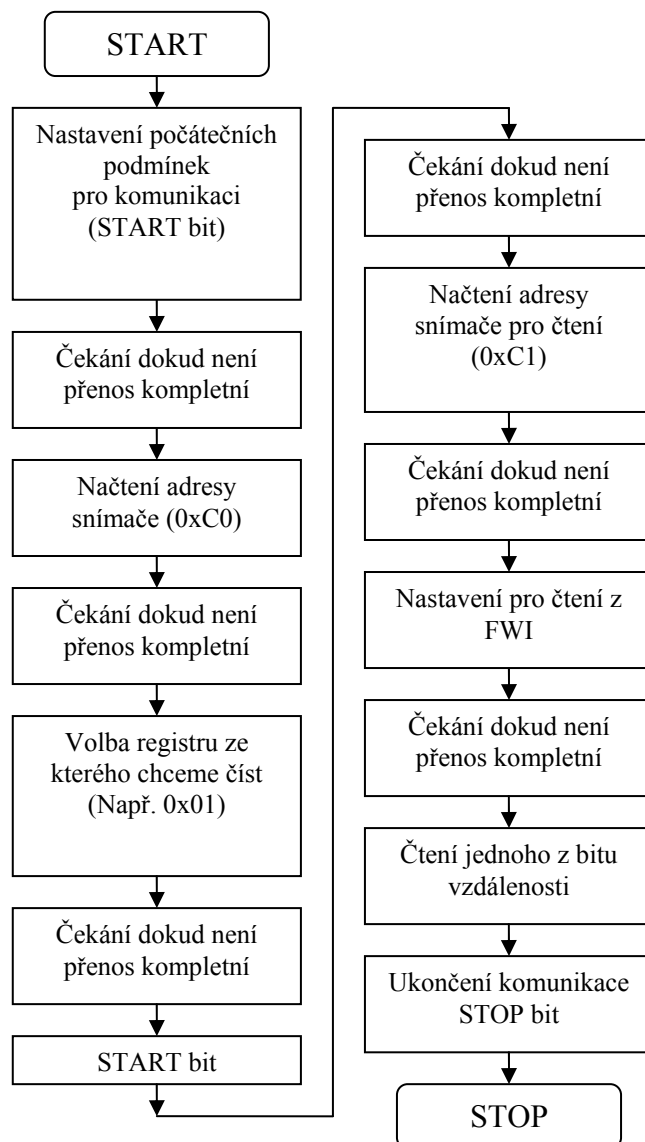 START
Nastavení počátečních
podmínek
pro komunikaci
(START bit)
Čekání dokud není
přenos kompletní
Načtení adresy
snímače (0xC0)
Čekání dokud není
přenos kompletní
Volba registru ze
kterého chceme číst
(Např. 0x01)
Čekání dokud není
přenos kompletní
START bit
Čekání dokud není
přenos kompletní
Načtení adresy
snímače pro čtení
(0xC1)
Čekání dokud není
přenos kompletní
Nastavení pro čtení z
FWI
Čekání dokud není
přenos kompletní
Čtení jednoho z bitu
vzdálenosti
Ukončení komunikace
STOP bit
STOP